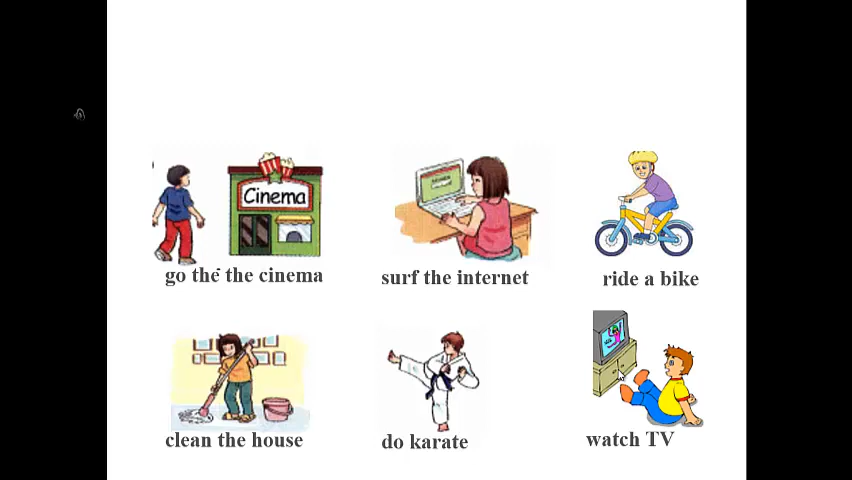 Cinema
go the the cinema
surf the internet
ride a bike
clean the house
do karate
watch TV